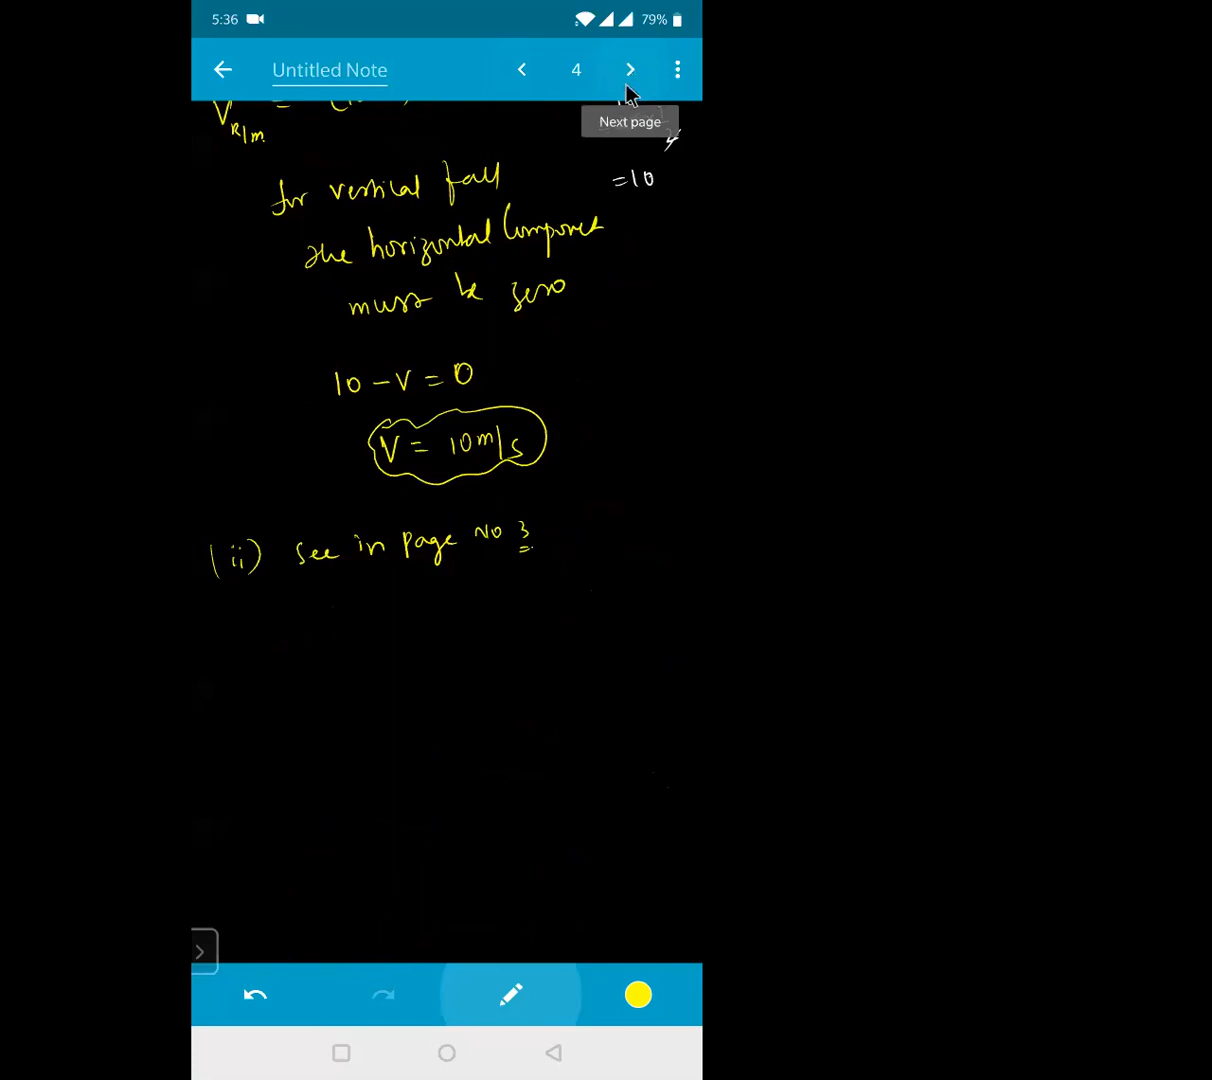 5:36 79%
Untitled Note 4
Next page
V R/m =
=10
for vertical fall
the horizontal Component
must be zero
10 - V = 0
V = 10 m/s
(ii) See in page No 3